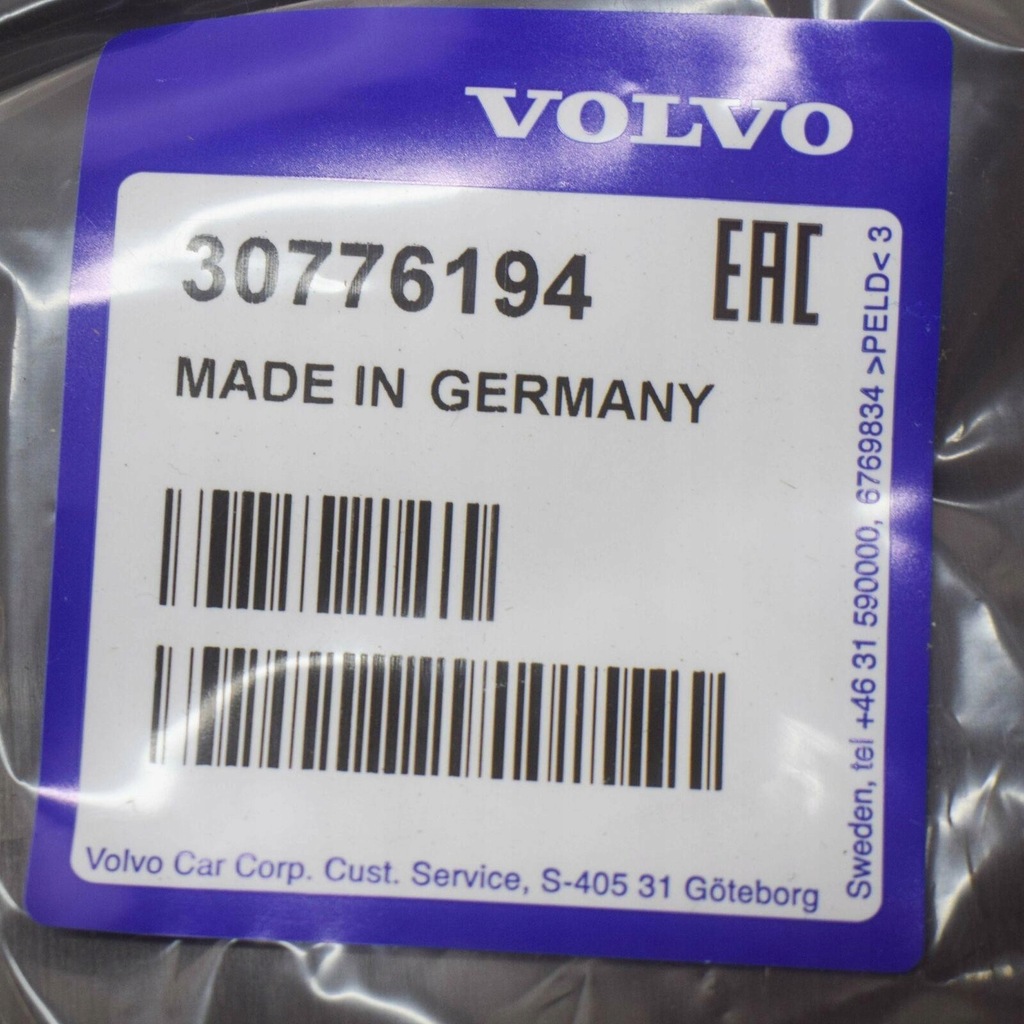 VOLVO
30776194
EAC
MADE IN GERMANY
Volvo Car Corp. Cust. Service, S-405 31 Göteborg
Sweden, tel +46 31 590000, 6769834 >PELD< 3